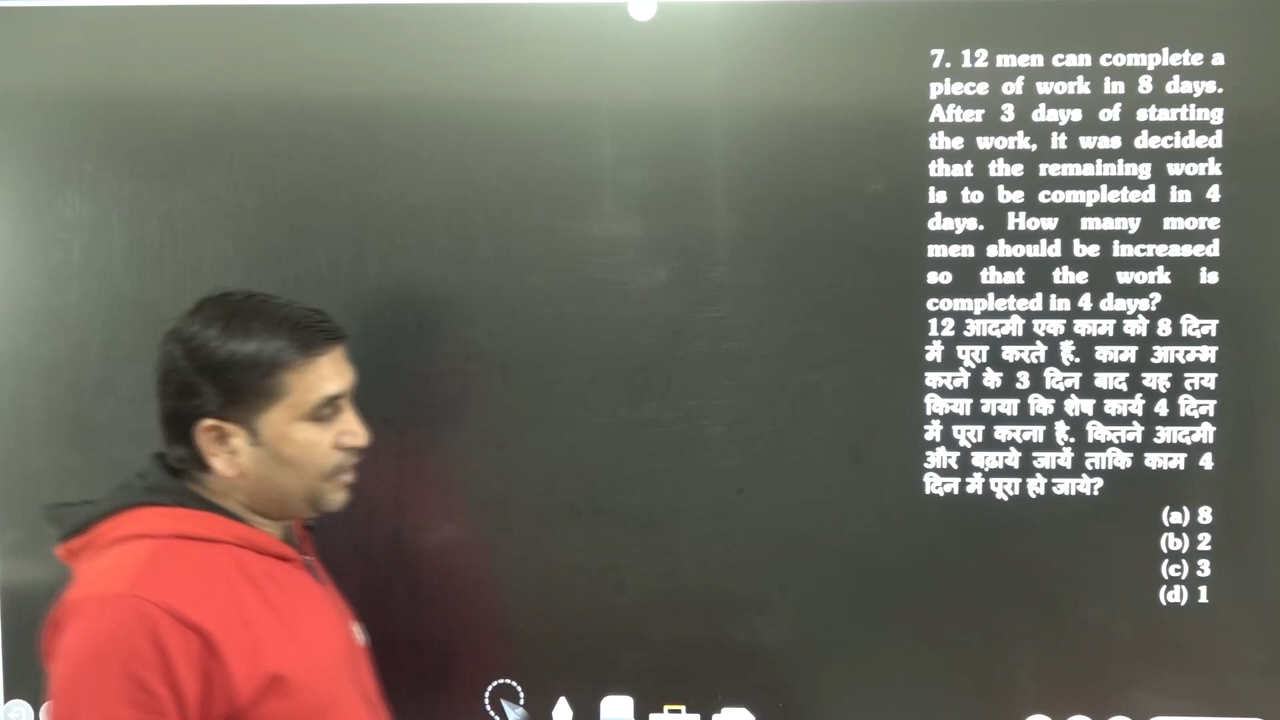 7. 12 men can complete a
piece of work in 8 days.
After 3 days of starting
the work, it was decided
that the remaining work
is to be completed in 4
days. How many more
men should be increased
so that the work is
completed in 4 days?
12 आदमी एक काम को 8 दिन
में पूरा करते हैं. काम आरम्भ
करने के 3 दिन बाद यह तय
किया गया कि शेष कार्य 4 दिन
में पूरा करना है. कितने आदमी
और बढ़ाये जायें ताकि काम 4
दिन में पूरा हो जाये?
(a) 8
(b) 2
(c) 3
(d) 1